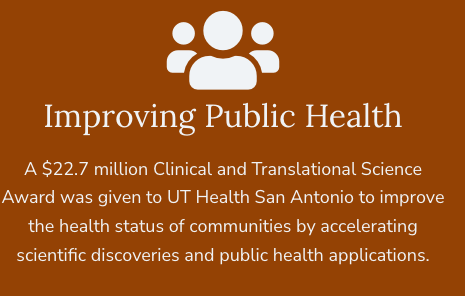 Improving Public Health
A $22.7 million Clinical and Translational Science
Award was given to UT Health San Antonio to improve
the health status of communities by accelerating
scientific discoveries and public health applications.